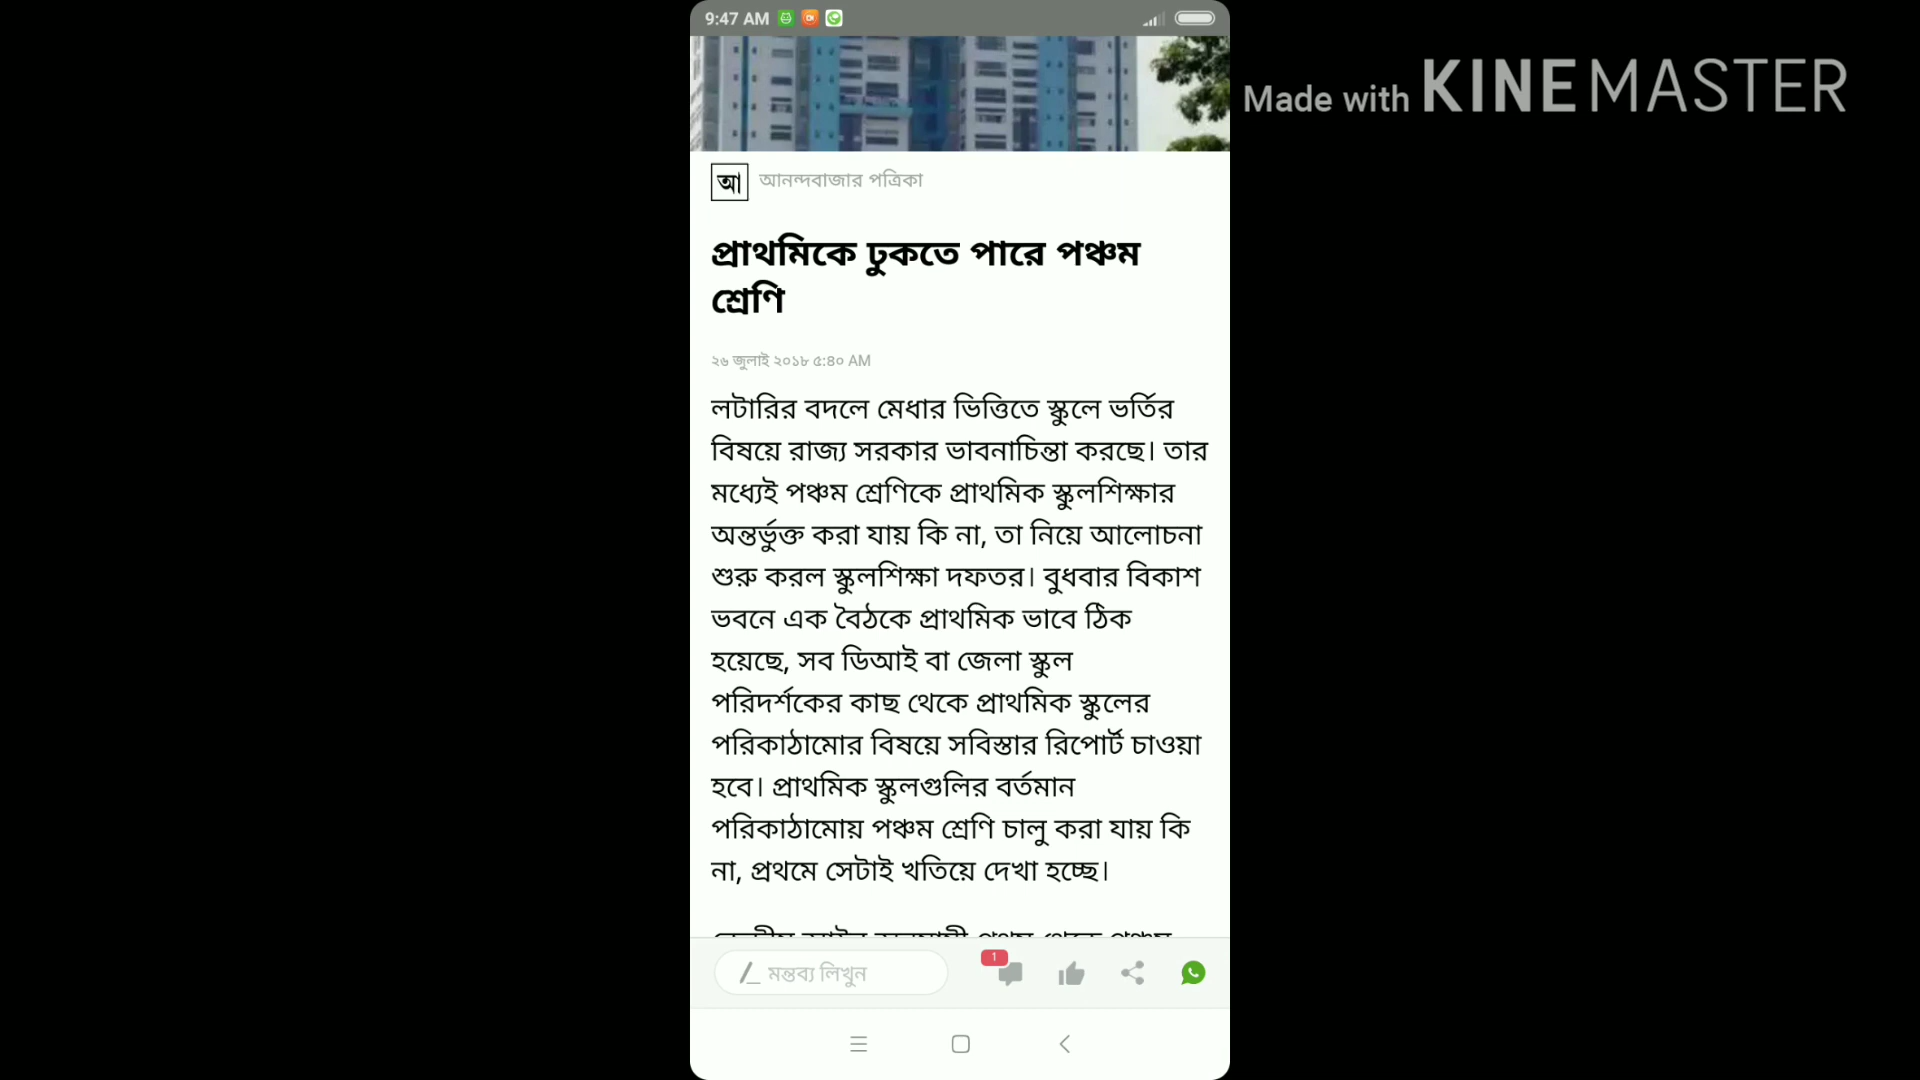 9:47 AM
Made with KINEMASTER
আ আনন্দবাজার পত্রিকা
প্রাথমিকে ঢুকতে পারে পঞ্চম
শ্রেণি
২৬ জুলাই ২০১৮ ৫:৪০ AM
লটারির বদলে মেধার ভিত্তিতে স্কুলে ভর্তির
বিষয়ে রাজ্য সরকার ভাবনাচিন্তা করছে। তার
মধ্যেই পঞ্চম শ্রেণিকে প্রাথমিক স্কুলশিক্ষার
অন্তর্ভুক্ত করা যায় কি না, তা নিয়ে আলোচনা
শুরু করল স্কুলশিক্ষা দফতর। বুধবার বিকাশ
ভবনে এক বৈঠকে প্রাথমিক ভাবে ঠিক
হয়েছে, সব ডিআই বা জেলা স্কুল
পরিদর্শকের কাছ থেকে প্রাথমিক স্কুলের
পরিকাঠামোর বিষয়ে সবিস্তার রিপোর্ট চাওয়া
হবে। প্রাথমিক স্কুলগুলির বর্তমান
পরিকাঠামোয় পঞ্চম শ্রেণি চালু করা যায় কি
না, প্রথমে সেটাই খতিয়ে দেখা হচ্ছে।
মন্তব্য লিখুন
1